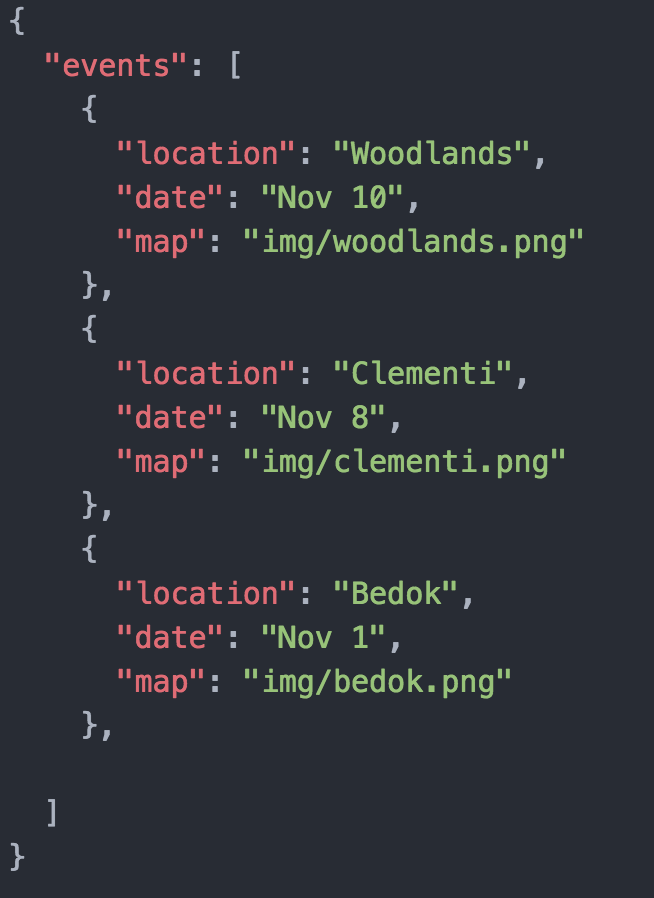 {
  "events": [
    {
      "location": "Woodlands",
      "date": "Nov 10",
      "map": "img/woodlands.png"
    },
    {
      "location": "Clementi",
      "date": "Nov 8",
      "map": "img/clementi.png"
    },
    {
      "location": "Bedok",
      "date": "Nov 1",
      "map": "img/bedok.png"
    },

  ]
}